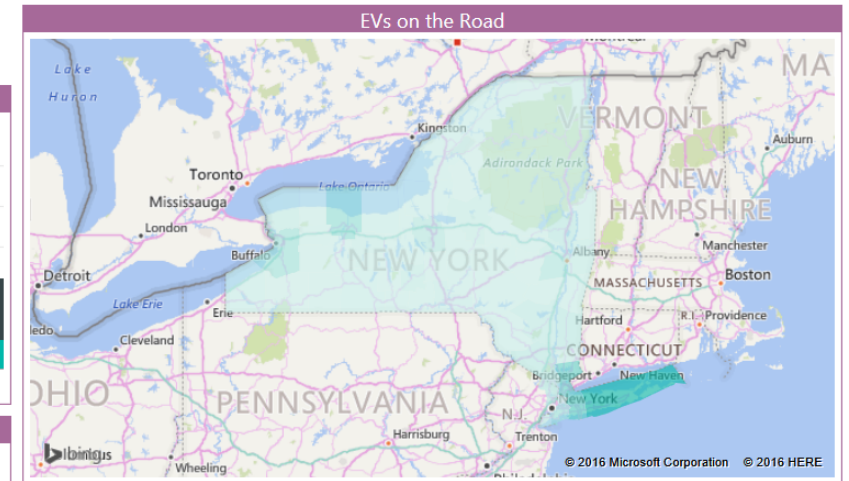 EVs on the Road
Montreal
MA
Lake
Huron
Kingston
VERMONT
Auburn
Toronto
Adirondack Park
NEW
Lake Ontario
Mississauga
HAMPSHIRE
London
Manchester
Buffalo
NEW YORK
Albany
Detroit
MASSACHUSETTS
Boston
Lake Erie
Erie
Hartford
R.I.
Providence
ledo
Cleveland
CONNECTICUT
Bridgeport
New Haven
OHIO
PENNSYLVANIA
New York
N.J.
Harrisburg
Trenton
bing
Wheeling
© 2016 Microsoft Corporation © 2016 HERE